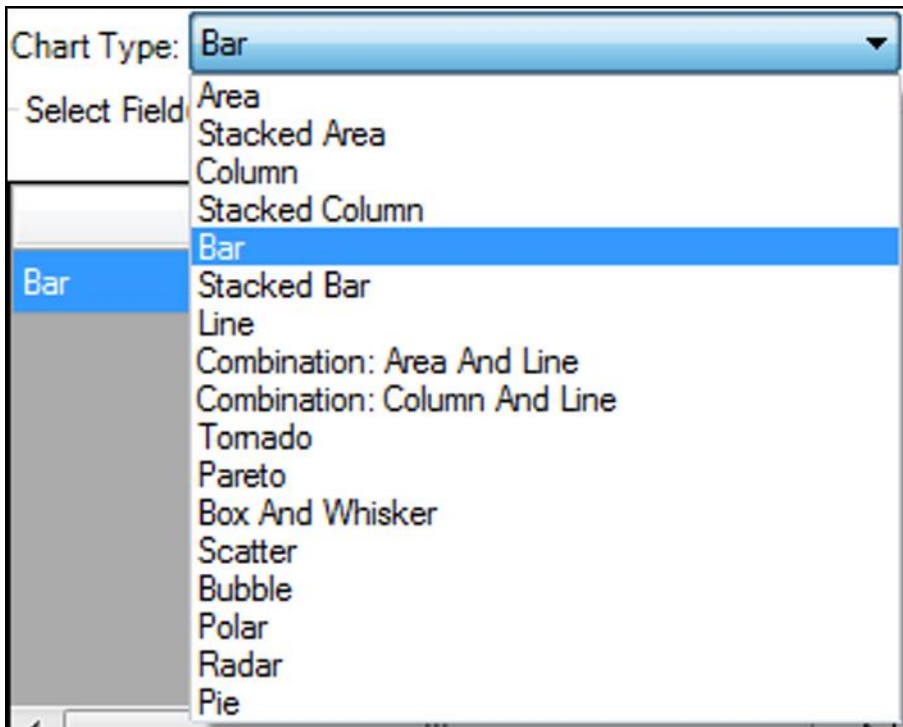 Chart Type: Bar
Select Field
Area
Stacked Area
Column
Stacked Column
Bar
Bar
Stacked Bar
Line
Combination: Area And Line
Combination: Column And Line
Tornado
Pareto
Box And Whisker
Scatter
Bubble
Polar
Radar
Pie